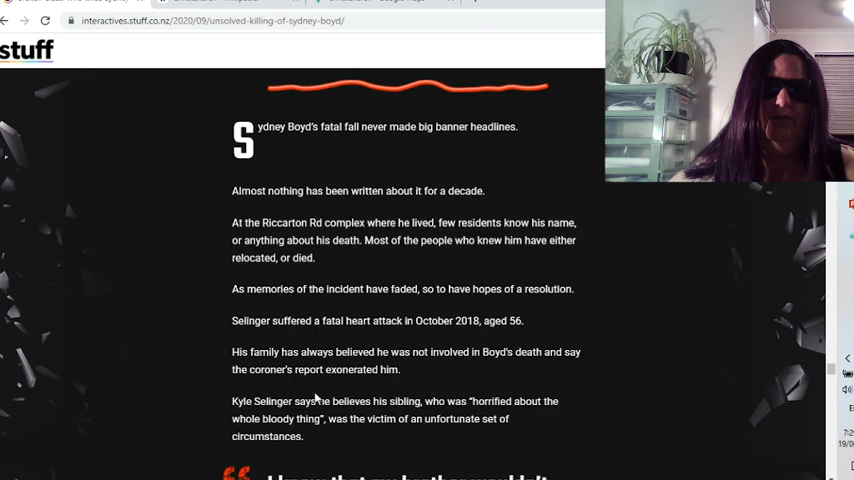 interactives.stuff.co.nz/2020/09/unsolved-killing-of-sydney-boyd/
stuff
Sydney Boyd's fatal fall never made big banner headlines.
Almost nothing has been written about it for a decade.
At the Riccarton Rd complex where he lived, few residents know his name,
or anything about his death. Most of the people who knew him have either
relocated, or died.
As memories of the incident have faded, so to have hopes of a resolution.
Selinger suffered a fatal heart attack in October 2018, aged 56.
His family has always believed he was not involved in Boyd's death and say
the coroner's report exonerated him.
Kyle Selinger says he believes his sibling, who was "horrified about the
whole bloody thing", was the victim of an unfortunate set of
circumstances.